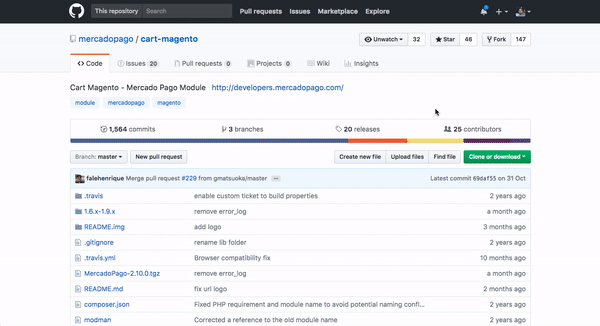 This repository Search Pull requests Issues Marketplace Explore
mercadopago / cart-magento Unwatch 32 Star 46 Fork 147
Code Issues 20 Pull requests 0 Projects 0 Wiki Insights
Cart Magento - Mercado Pago Module http://developers.mercadopago.com/
module mercadopago magento
1,564 commits 3 branches 20 releases 25 contributors
Branch: master New pull request Create new file Upload files Find file Clone or download
falehenrique Merge pull request #229 from gmatsuoka/master Latest commit 69daf55 on 31 Oct
.travis enable custom ticket to build properties 2 years ago
1.6.x-1.9.x remove error_log a month ago
README.img add logo 3 months ago
.gitignore rename lib folder 2 years ago
.travis.yml Browser compatibility fix 10 months ago
MercadoPago-2.10.0.tgz remove error_log a month ago
README.md fix url logo 2 years ago
composer.json Fixed PHP requirement and module name to avoid potential naming confi... 2 years ago
modman Corrected a reference to the old module name 2 years ago